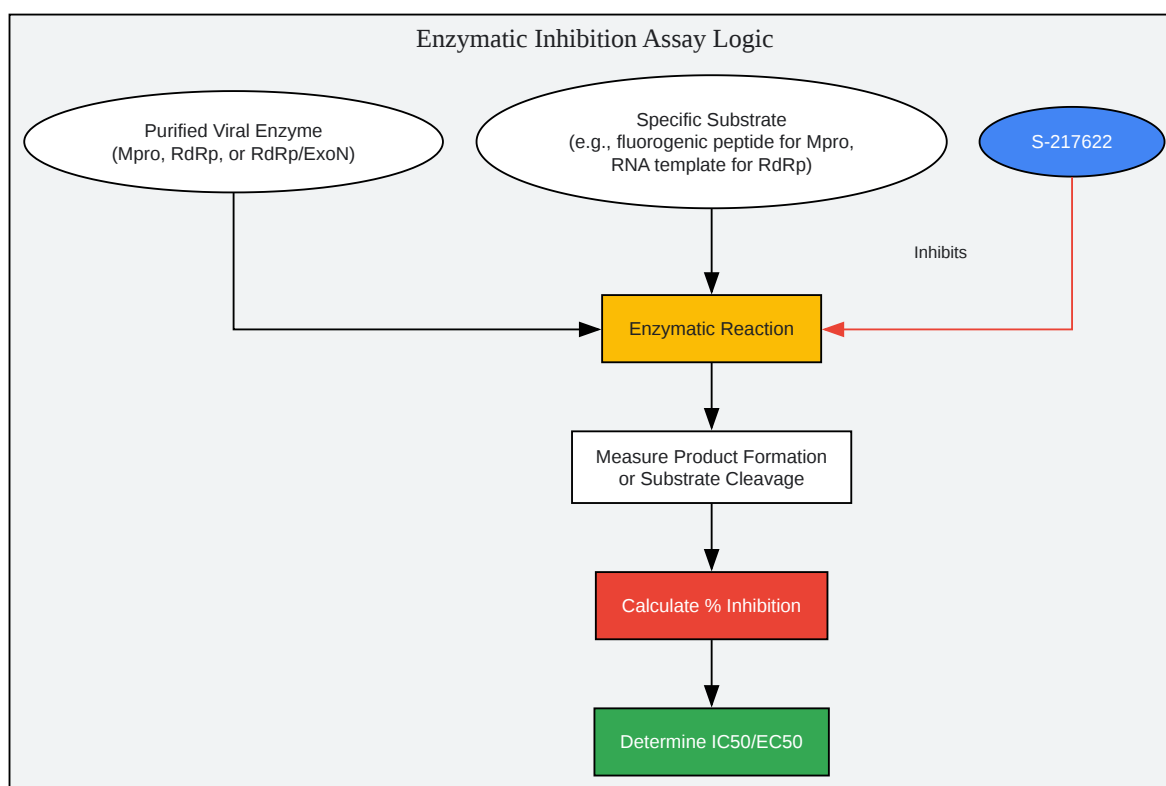 Enzymatic Inhibition Assay Logic
Purified Viral Enzyme
(Mpro, RdRp, or RdRp/ExoN)
Specific Substrate
(e.g., fluorogenic peptide for Mpro,
RNA template for RdRp)
S-217622
Inhibits
Enzymatic Reaction
Measure Product Formation
or Substrate Cleavage
Calculate % Inhibition
Determine IC50/EC50